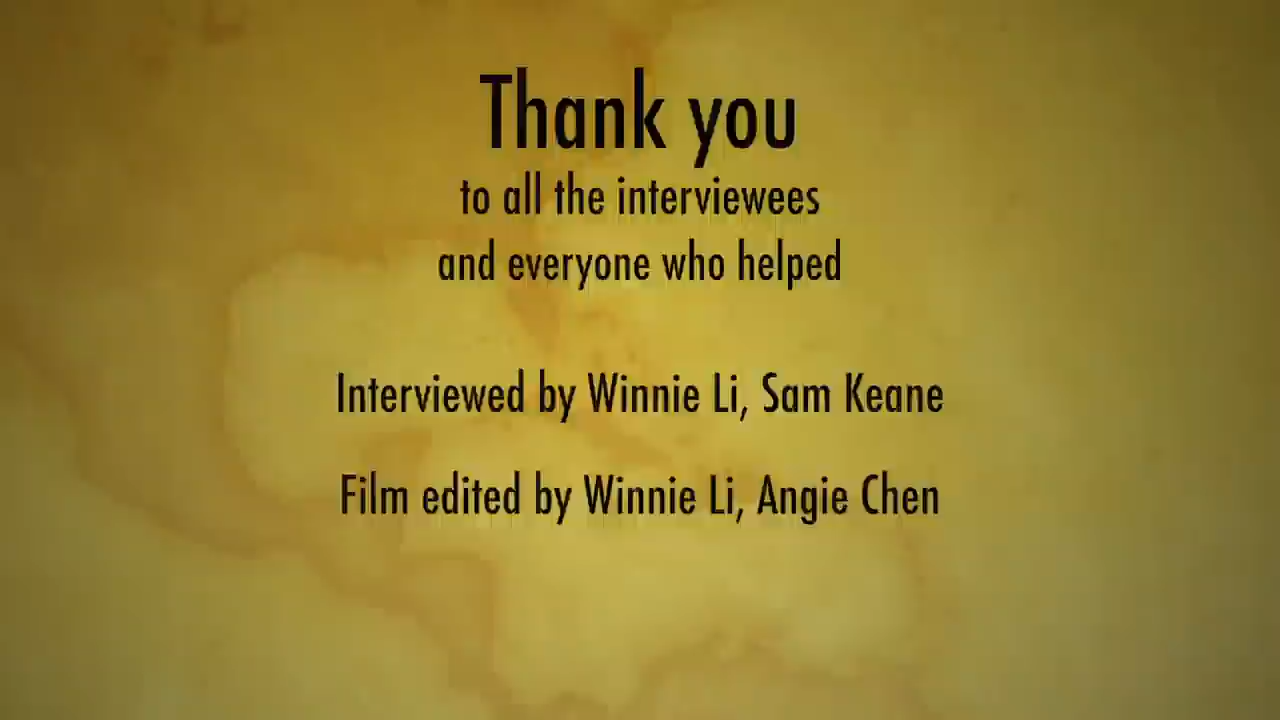 Thank you
to all the interviewees
and everyone who helped
Interviewed by Winnie Li, Sam Keane
Film edited by Winnie Li, Angie Chen